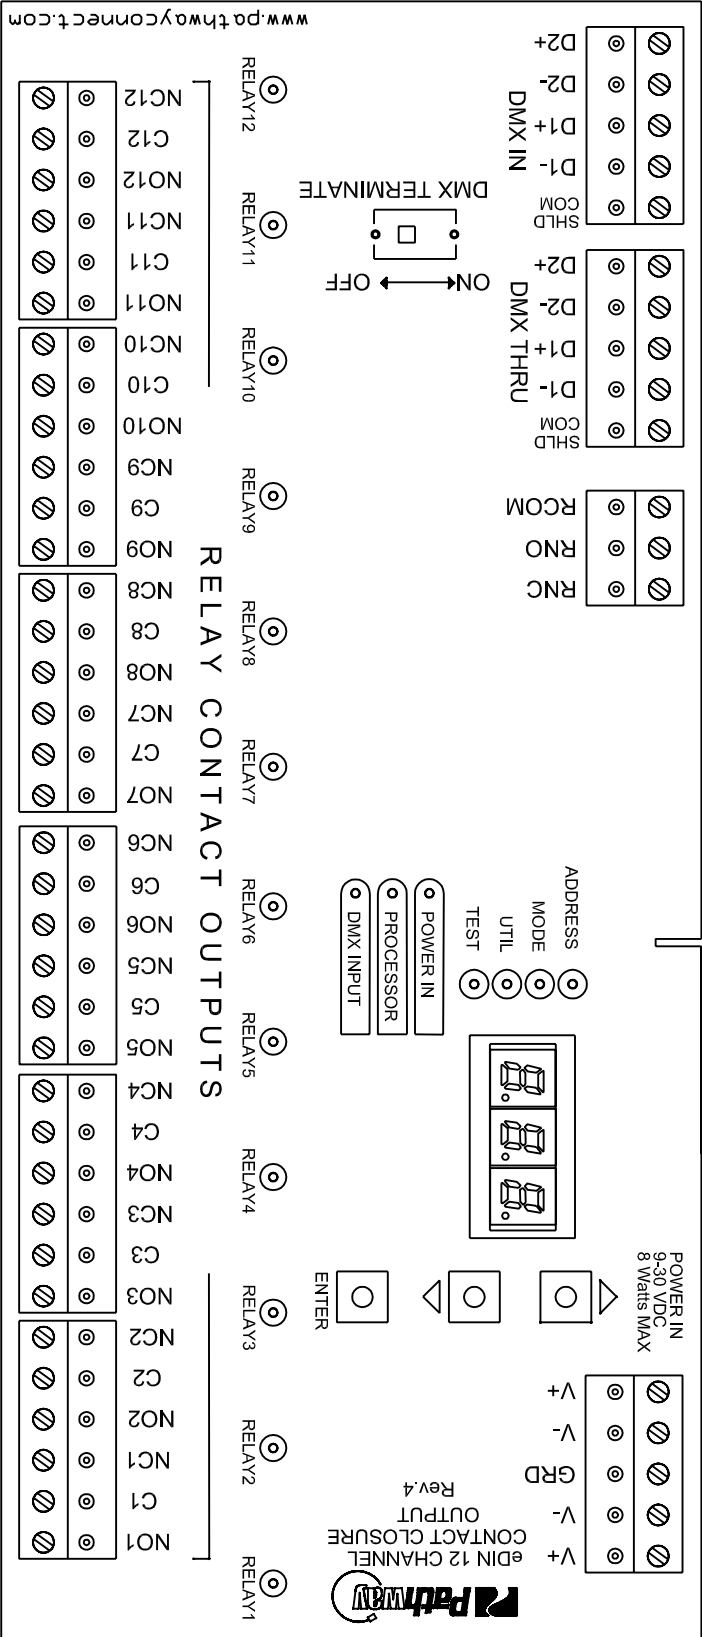 Pathway
eDIN 12 CHANNEL
CONTACT CLOSURE
OUTPUT
Rev.4
V+
V-
GRD
V-
V+
POWER IN
9-30 VDC
8 Watts MAX
ENTER
ADDRESS
MODE
UTIL
TEST
POWER IN
PROCESSOR
DMX INPUT
RNC
RNO
RCOM
DMX THRU
SHLD
COM
D1-
D1+
D2-
D2+
DMX IN
SHLD
COM
D1-
D1+
D2-
D2+
ON
OFF
DMX TERMINATE
RELAY1
RELAY2
RELAY3
RELAY4
RELAY5
RELAY6
RELAY7
RELAY8
RELAY9
RELAY10
RELAY11
RELAY12
RELAY CONTACT OUTPUTS
NO1
C1
NC1
NO2
C2
NC2
NO3
C3
NC3
NO4
C4
NC4
NO5
C5
NC5
NO6
C6
NC6
NO7
C7
NC7
NO8
C8
NC8
NO9
C9
NC9
NO10
C10
NC10
NO11
C11
NC11
NO12
C12
NC12
www.pathwayconnect.com